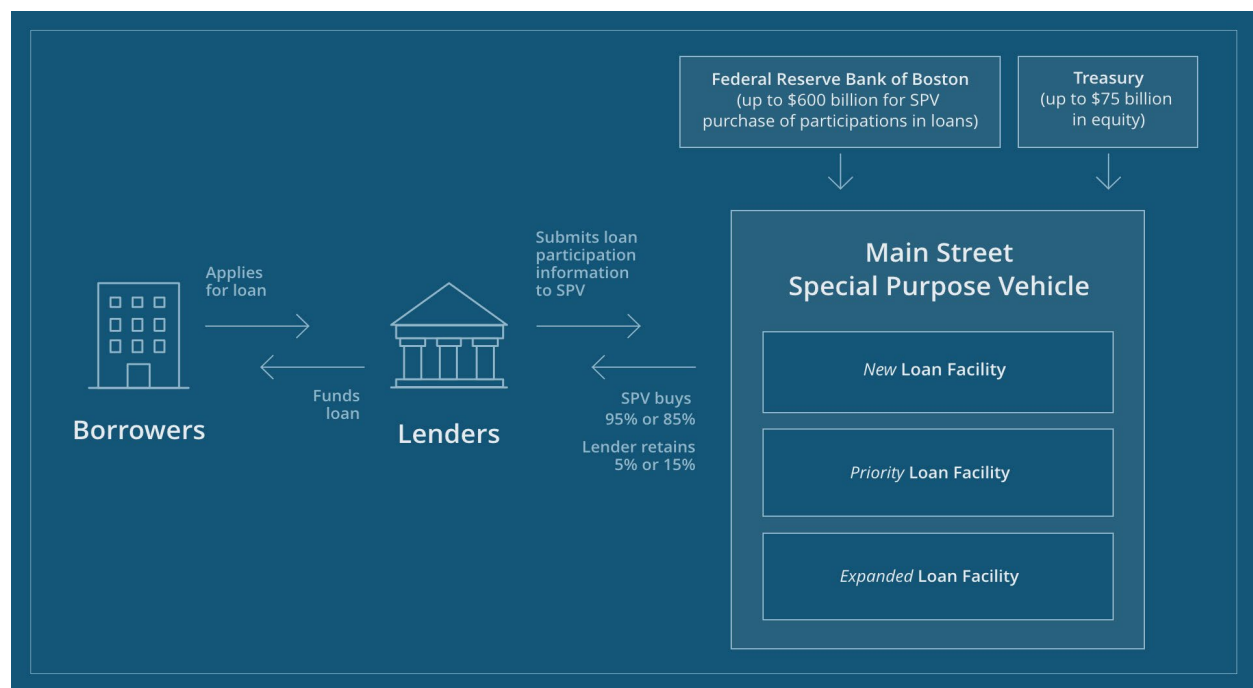 Federal Reserve Bank of Boston
(up to $600 billion for SPV
purchase of participations in loans)
Treasury
(up to $75 billion
in equity)
Applies
for loan
Funds
loan
Borrowers
Lenders
Submits loan
participation
information
to SPV
SPV buys
95% or 85%
Lender retains
5% or 15%
Main Street
Special Purpose Vehicle
New Loan Facility
Priority Loan Facility
Expanded Loan Facility